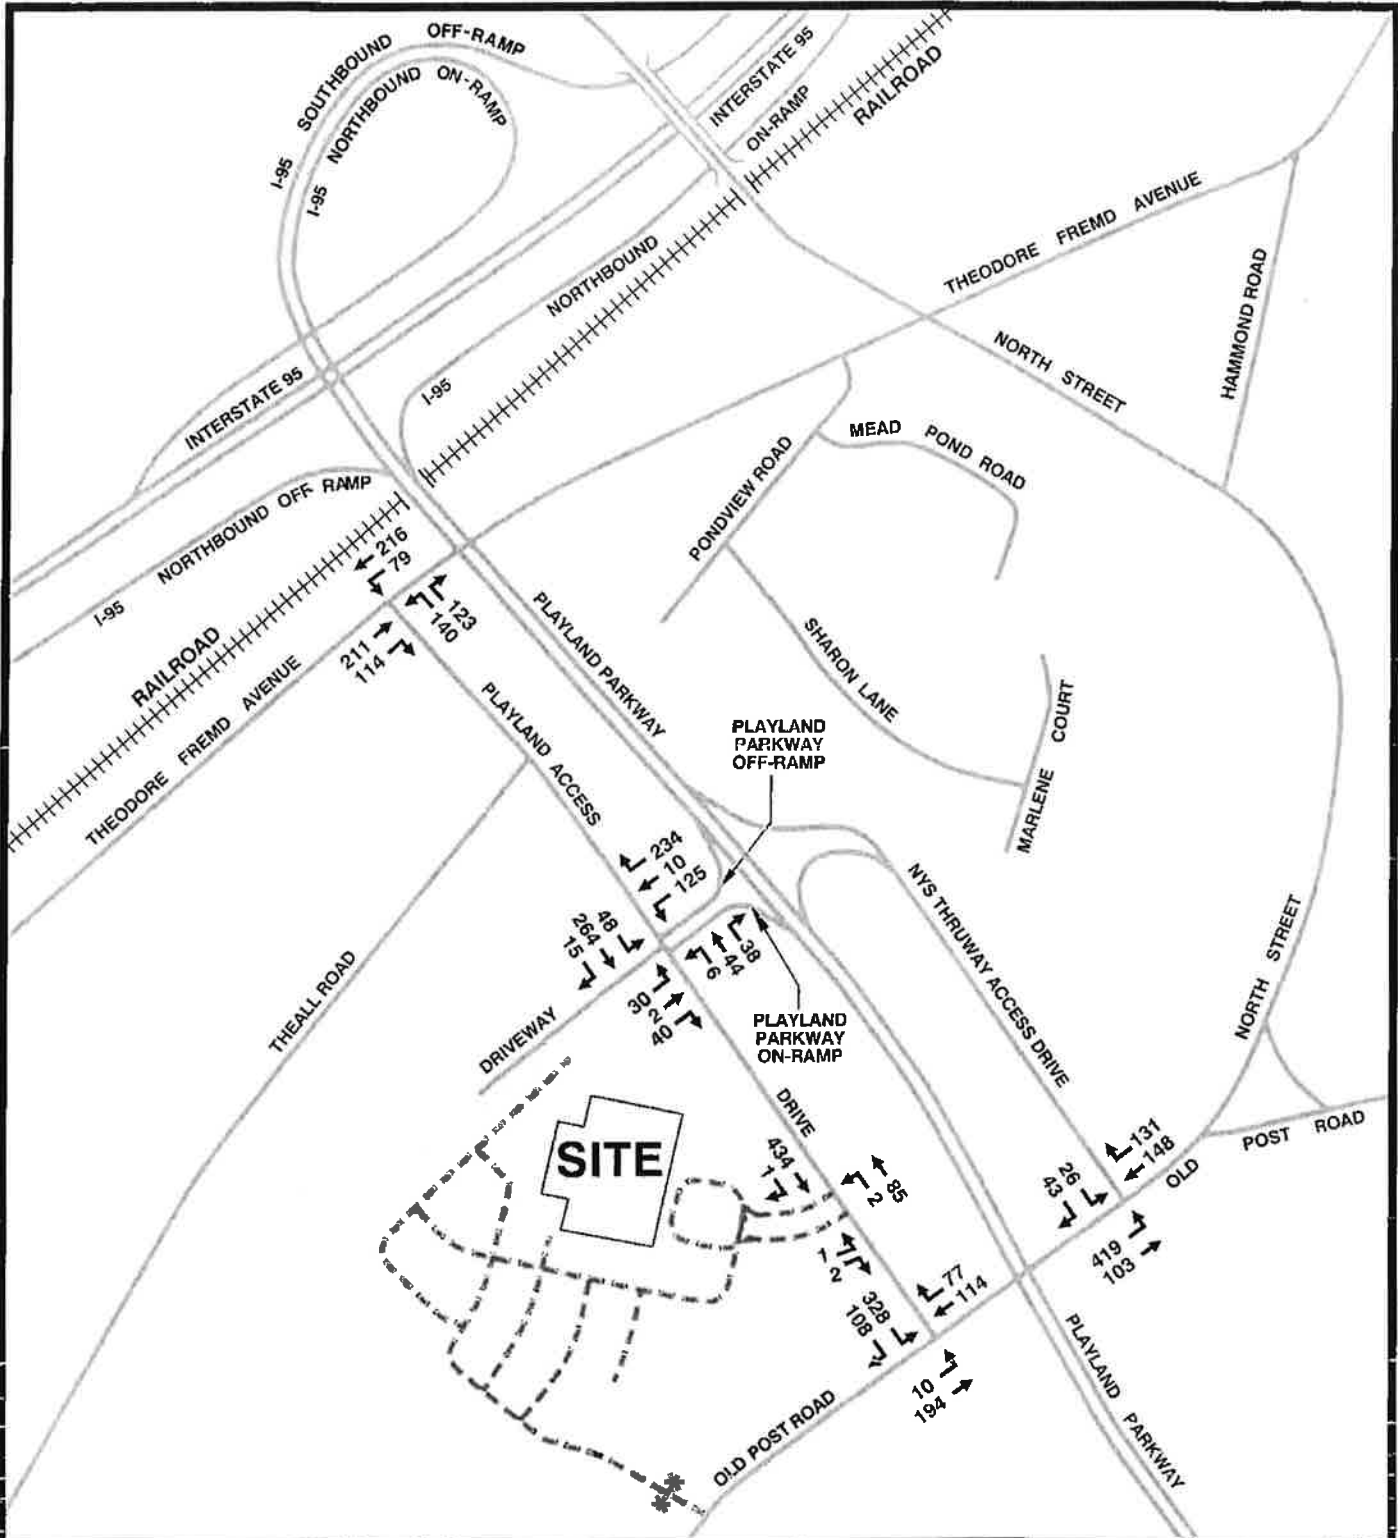 OFF-RAMP
SOUTHBOUND
I-95
ON-RAMP
NORTHBOUND
I-95
INTERSTATE 95
ON-RAMP
RAILROAD
NORTHBOUND
I-95
THEODORE FREMD AVENUE
HAMMOND ROAD
NORTH STREET
INTERSTATE 95
MEAD POND ROAD
PONDVIEW ROAD
NORTHBOUND OFF RAMP
I-95
RAILROAD
216
79
123
140
211
114
THEODORE FREMD AVENUE
PLAYLAND PARKWAY
SHARON LANE
MARLENE COURT
PLAYLAND ACCESS
PLAYLAND
PARKWAY
OFF-RAMP
234
10
125
48
264
15
38
44
6
30
2
40
NYS THRUWAY ACCESS DRIVE
NORTH STREET
THEALL ROAD
DRIVEWAY
PLAYLAND
PARKWAY
ON-RAMP
DRIVE
SITE
434
1
85
2
1
2
131
148
26
43
419
103
OLD POST ROAD
77
114
328
108
10
194
OLD POST ROAD
PLAYLAND PARKWAY